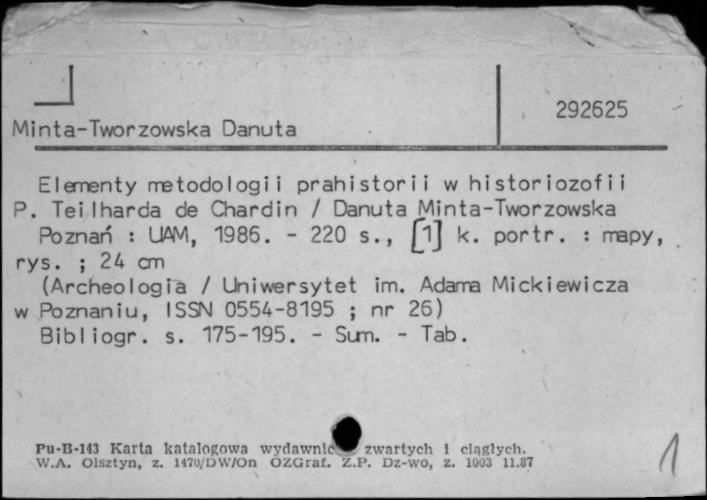 292625
Minta-Tworzowska Danuta
Elementy metodologii prahistorii w historiozofii
P. Teilharda de Chardin / Danuta Minta-Tworzowska
Poznań : UAM, 1986. - 220 s., [1] k. portr. : mapy,
rys. ; 24 cm
(Archeologia / Uniwersytet im. Adama Mickiewicza
w Poznaniu, ISSN 0554-8195 ; nr 26)
Bibliogr. s. 175-195. - Sum. - Tab.
Pu-B-143 Karta katalogowa wydawnic zwartych i ciągłych.
W.A. Olsztyn, z. 1470/DW/On OZGraf. Z.P. Dz-wo, z. 1003 11.87
1